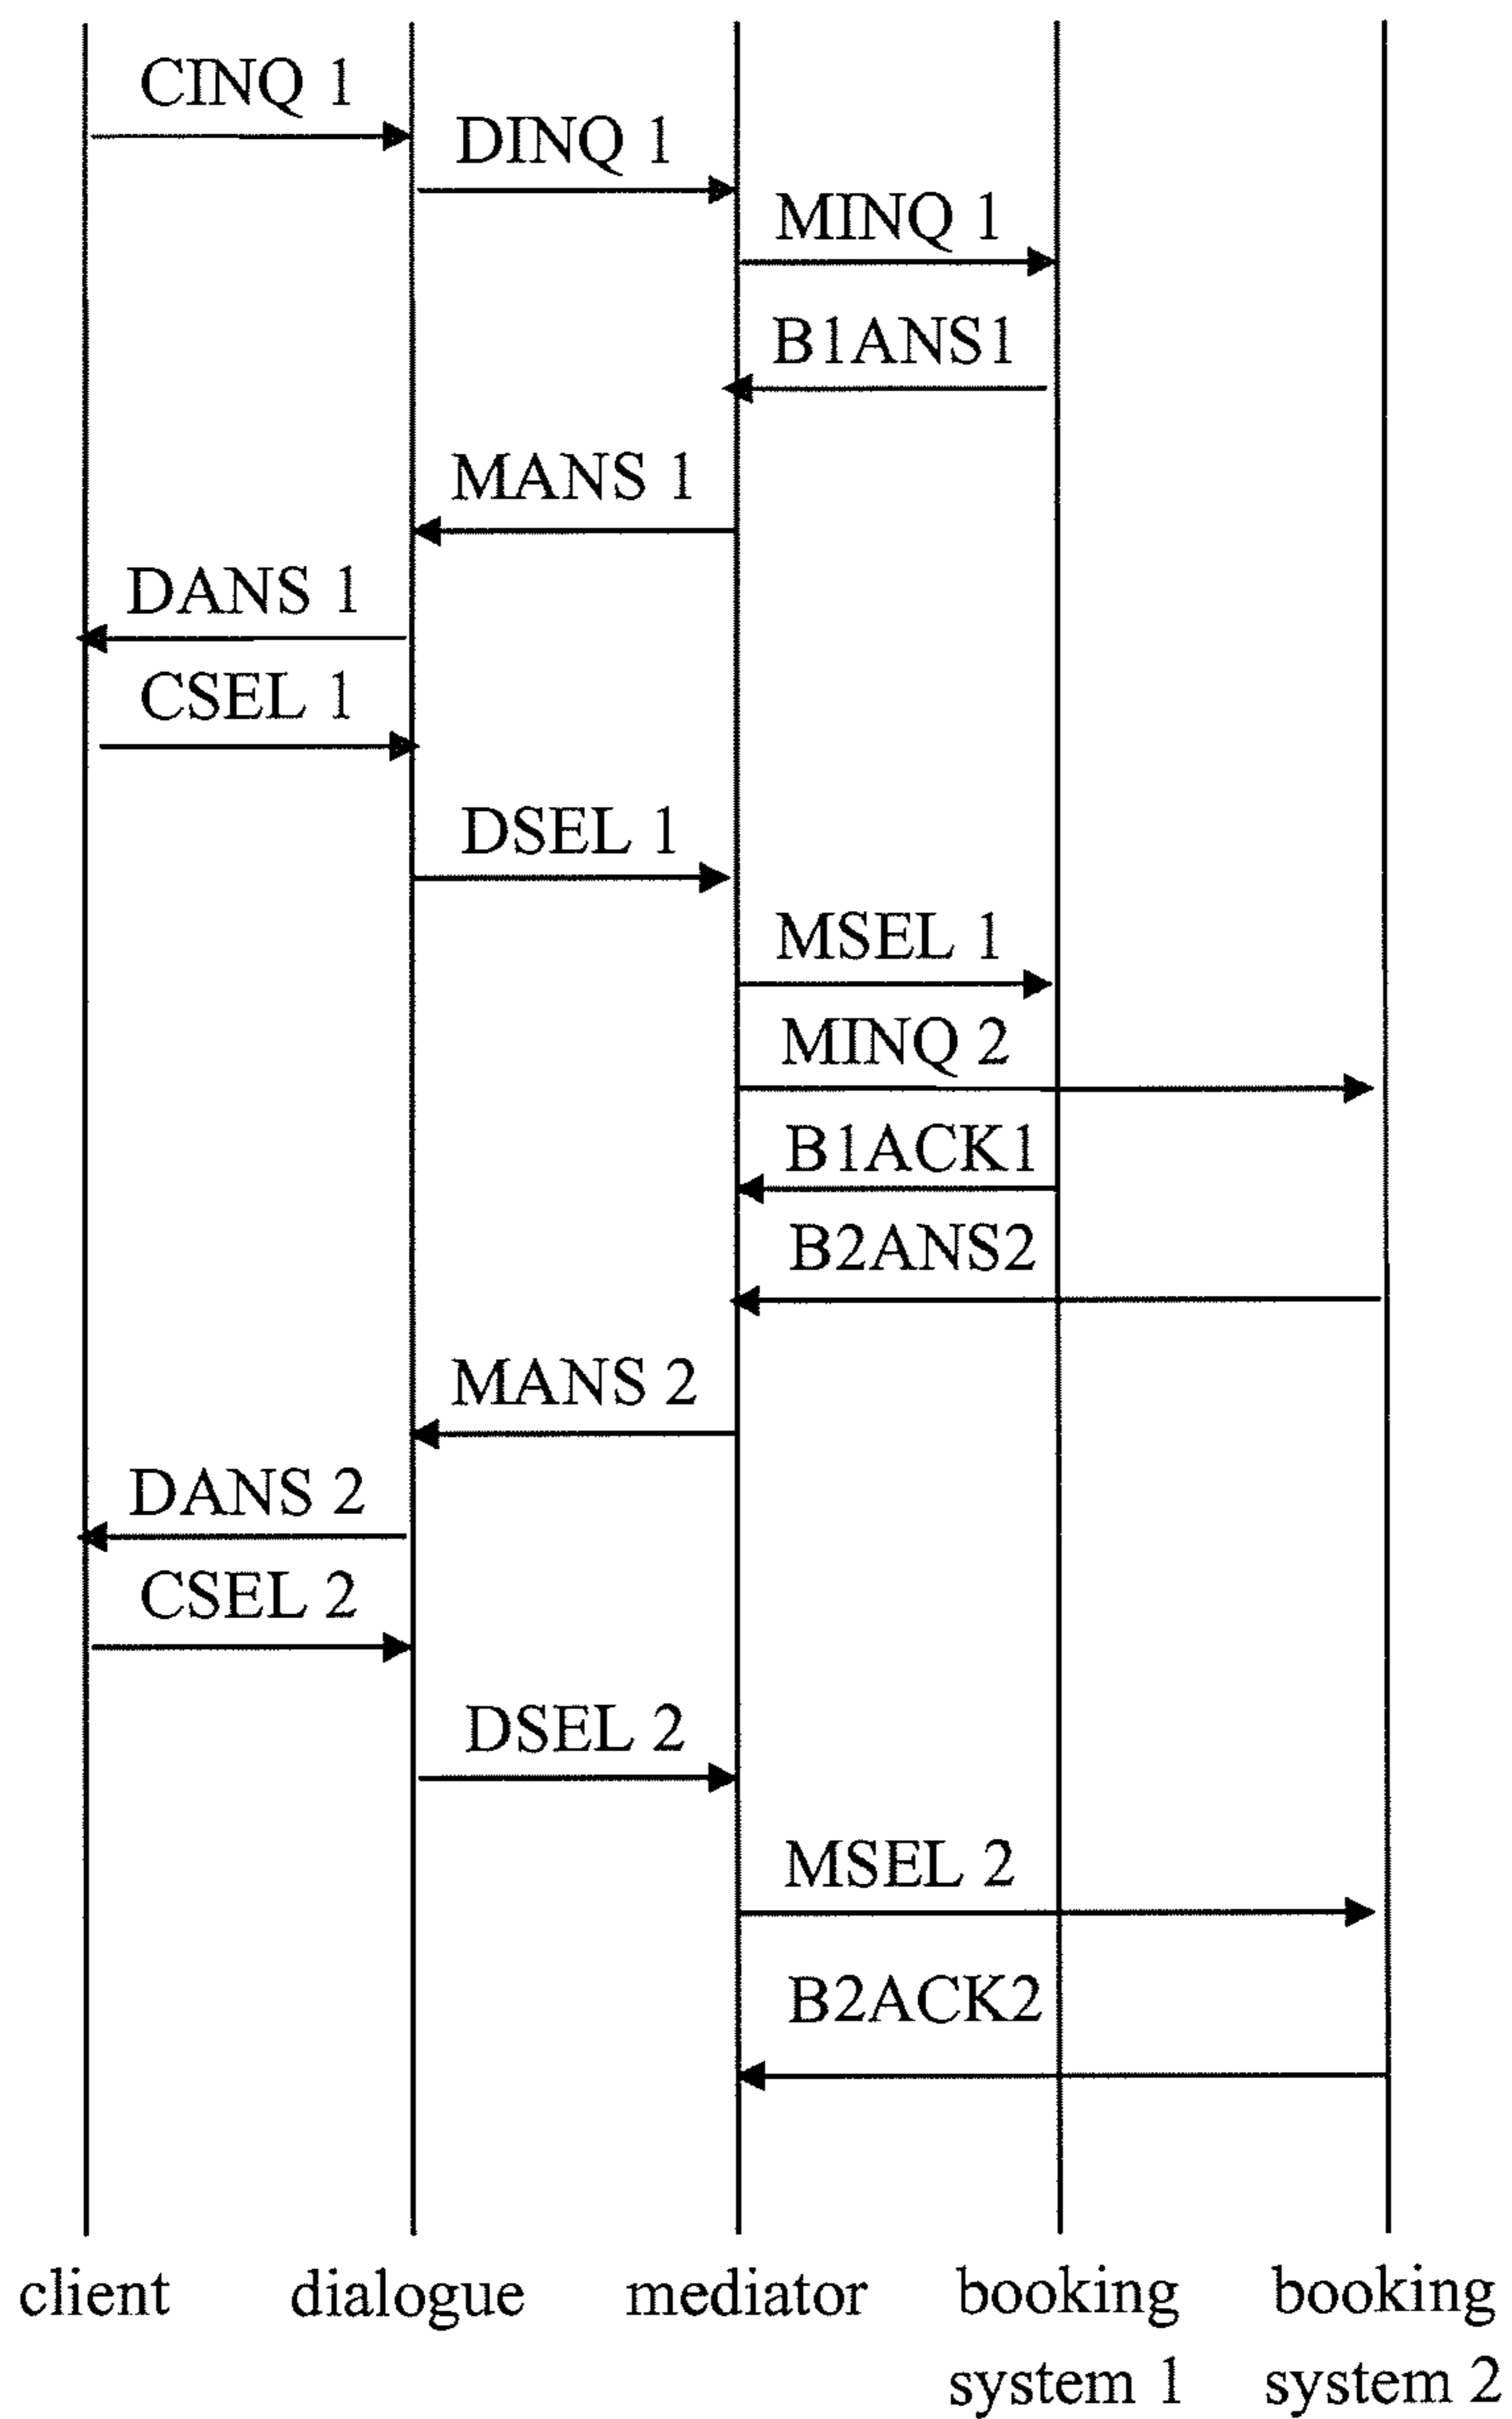 CINQ 1
DINQ 1
MINQ 1
B1ANS1
MANS 1
DANS 1
CSEL 1
DSEL 1
MSEL 1
MINQ 2
B1ACK1
B2ANS2
MANS 2
DANS 2
CSEL 2
DSEL 2
MSEL 2
B2ACK2
client dialogue mediator booking booking
system 1 system 2